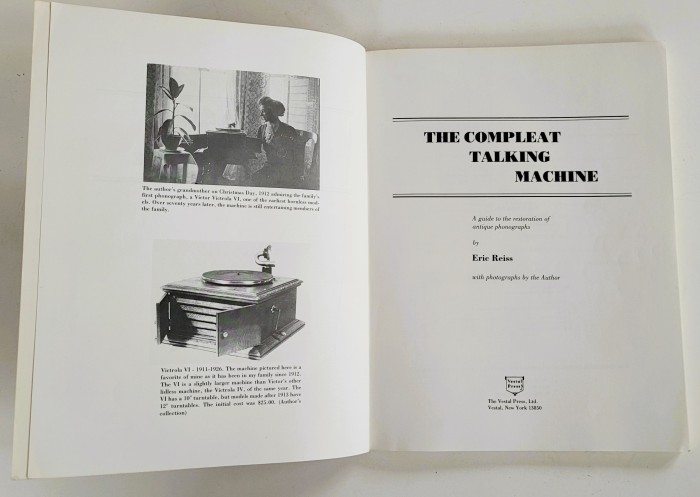 The author's grandmother on Christmas Day, 1912 admiring the family's
first phonograph, a Victor Victrola VI, one of the earliest hornless mod-
els. Over seventy years later, the machine is still entertaining members of
the family.
Victrola VI - 1911-1926. The machine pictured here is a
favorite of mine as it has been in my family since 1912.
The VI is a slightly larger machine than Victor's other
lidless machine, the Victrola IV, of the same year. The
VI has a 10" turntable, but models made after 1913 have
12" turntables. The initial cost was $25.00. (Author's
collection)
THE COMPLEAT
TALKING
MACHINE
A guide to the restoration of
antique phonographs
by
Eric Reiss
with photographs by the Author
Vestal
Press
The Vestal Press, Ltd.
Vestal, New York 13850